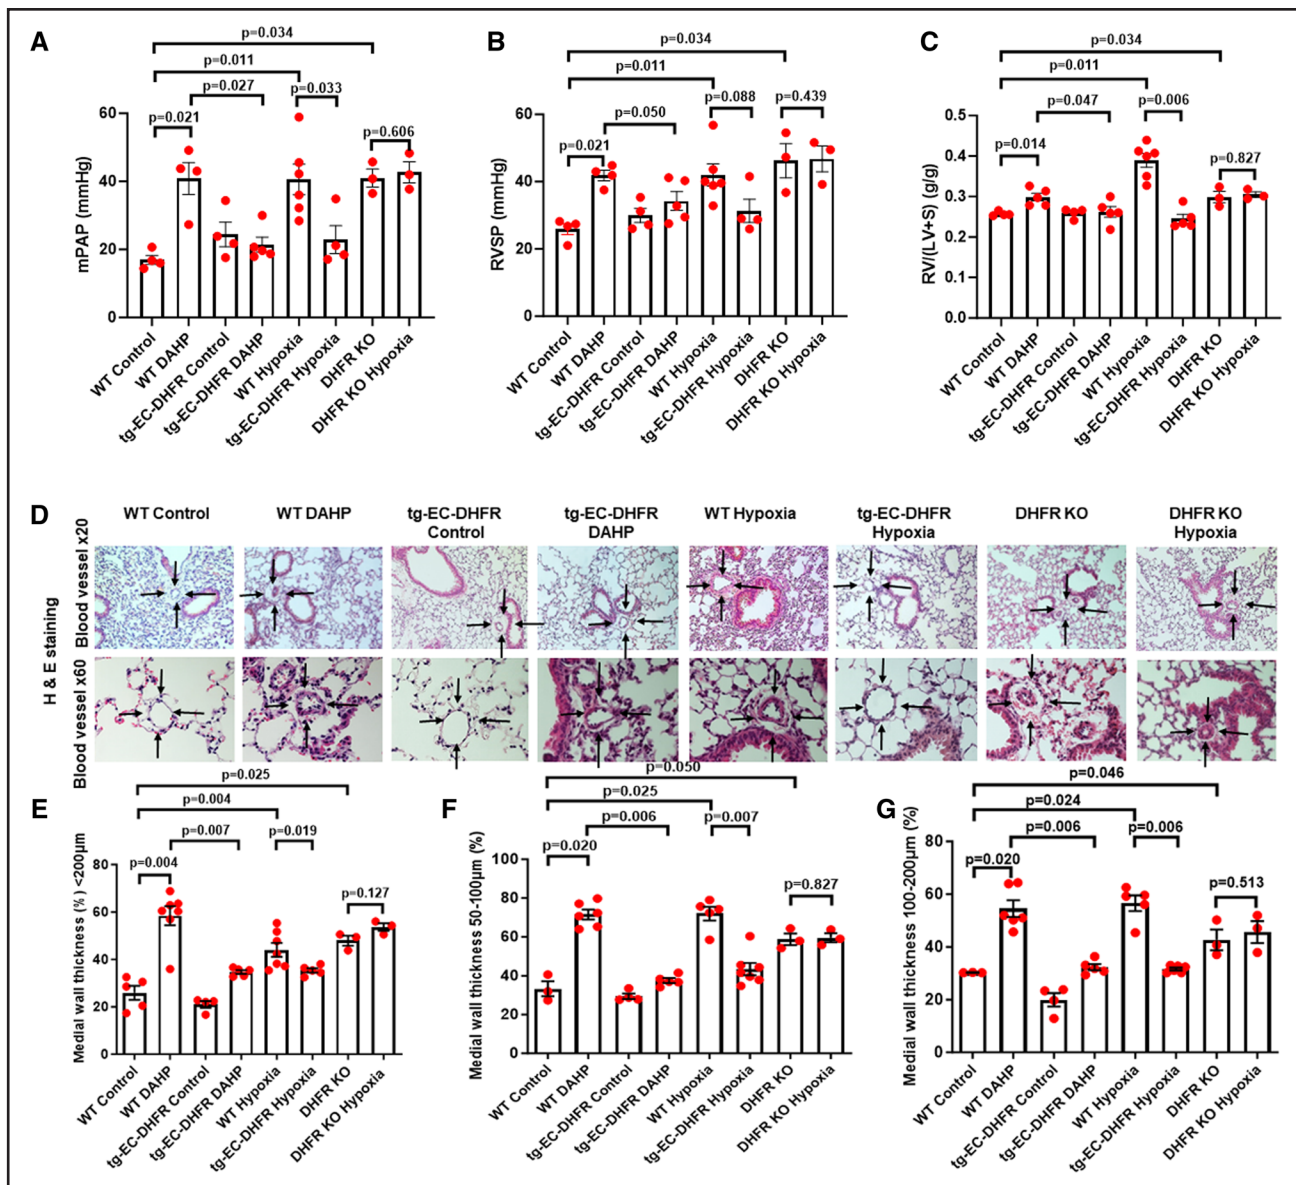 A
p=0.034
p=0.011
p=0.027
p=0.033
p=0.021
p=0.606
mPAP (mmHg)
60
40
20
0
WT Control
WT DAHP
tg-EC-DHFR Control
tg-EC-DHFR DAHP
WT Hypoxia
tg-EC-DHFR Hypoxia
DHFR KO
DHFR KO Hypoxia
B
p=0.034
p=0.011
p=0.088
p=0.439
p=0.050
p=0.021
RVSP (mmHg)
60
40
20
0
WT Control
WT DAHP
tg-EC-DHFR Control
tg-EC-DHFR DAHP
WT Hypoxia
tg-EC-DHFR Hypoxia
DHFR KO
DHFR KO Hypoxia
C
p=0.034
p=0.011
p=0.047
p=0.006
p=0.014
p=0.827
RV/(LV+S) (g/g)
0.5
0.4
0.3
0.2
0.1
0.0
WT Control
WT DAHP
tg-EC-DHFR Control
tg-EC-DHFR DAHP
WT Hypoxia
tg-EC-DHFR Hypoxia
DHFR KO
DHFR KO Hypoxia
D
WT Control
WT DAHP
tg-EC-DHFR
Control
tg-EC-DHFR
DAHP
WT Hypoxia
tg-EC-DHFR
Hypoxia
DHFR KO
DHFR KO
Hypoxia
H & E staining
Blood vessel x20
Blood vessel x60
E
p=0.025
p=0.004
p=0.007
p=0.019
p=0.004
p=0.127
Medial wall thickness (%) <200µm
80
60
40
20
0
WT Control
WT DAHP
tg-EC-DHFR Control
tg-EC-DHFR DAHP
WT Hypoxia
tg-EC-DHFR Hypoxia
DHFR KO
DHFR KO Hypoxia
F
p=0.050
p=0.025
p=0.006
p=0.007
p=0.020
p=0.827
Medial wall thickness 50-100µm (%)
100
80
60
40
20
0
WT Control
WT DAHP
tg-EC-DHFR Control
tg-EC-DHFR DAHP
WT Hypoxia
tg-EC-DHFR Hypoxia
DHFR KO
DHFR KO Hypoxia
G
p=0.046
p=0.024
p=0.006
p=0.006
p=0.020
p=0.513
Medial wall thickness 100-200µm (%)
80
60
40
20
0
WT Control
WT DAHP
tg-EC-DHFR Control
tg-EC-DHFR DAHP
WT Hypoxia
tg-EC-DHFR Hypoxia
DHFR KO
DHFR KO Hypoxia